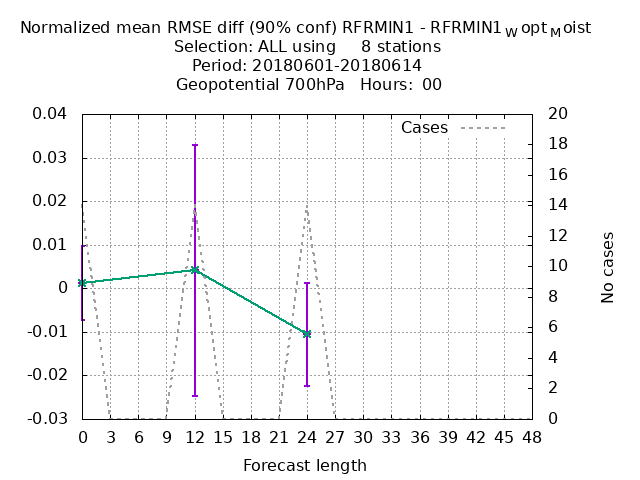 Normalized mean RMSE diff (90% conf) RFRMIN1 - RFRMIN1WoptMoist
Selection: ALL using 8 stations
Period: 20180601-20180614
Geopotential 700hPa Hours: 00
Cases
0.04
0.03
0.02
0.01
0
-0.01
-0.02
-0.03
20
18
16
14
12
10
8
6
4
2
0
No cases
0 3 6 9 12 15 18 21 24 27 30 33 36 39 42 45 48
Forecast length